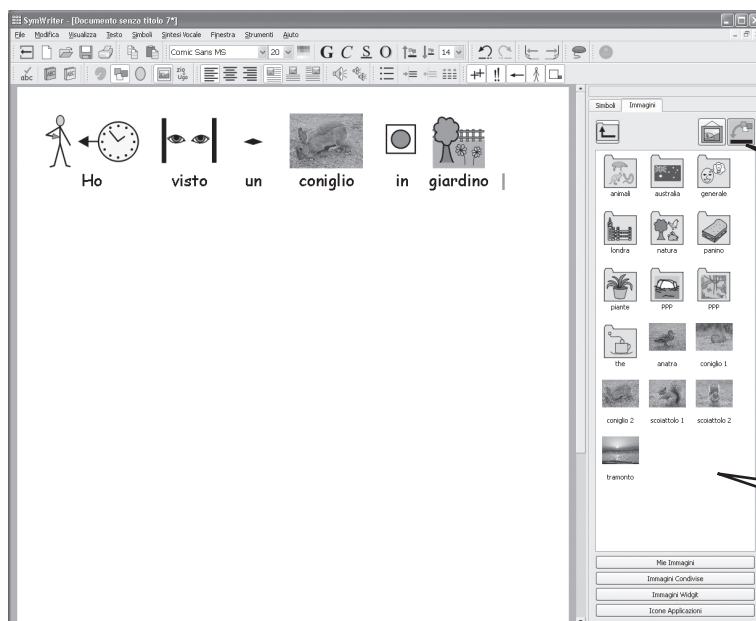 SymWriter - [Documento senza titolo 7*]
File Modifica Visualizza Testo Simboli Sintesi Vocale Finestra Strumenti Aiuto
Comic Sans MS 20 G C S O 14
abc
Simboli Immagini
Ho visto un coniglio in giardino
animali australia generale
londra natura panino
piante PPP PPP
the anatra coniglio 1
coniglio 2 scoiattolo 1 scoiattolo 2
tramonto
Mie Immagini
Immagini Condivise
Immagini Widgit
Icone Applicazioni